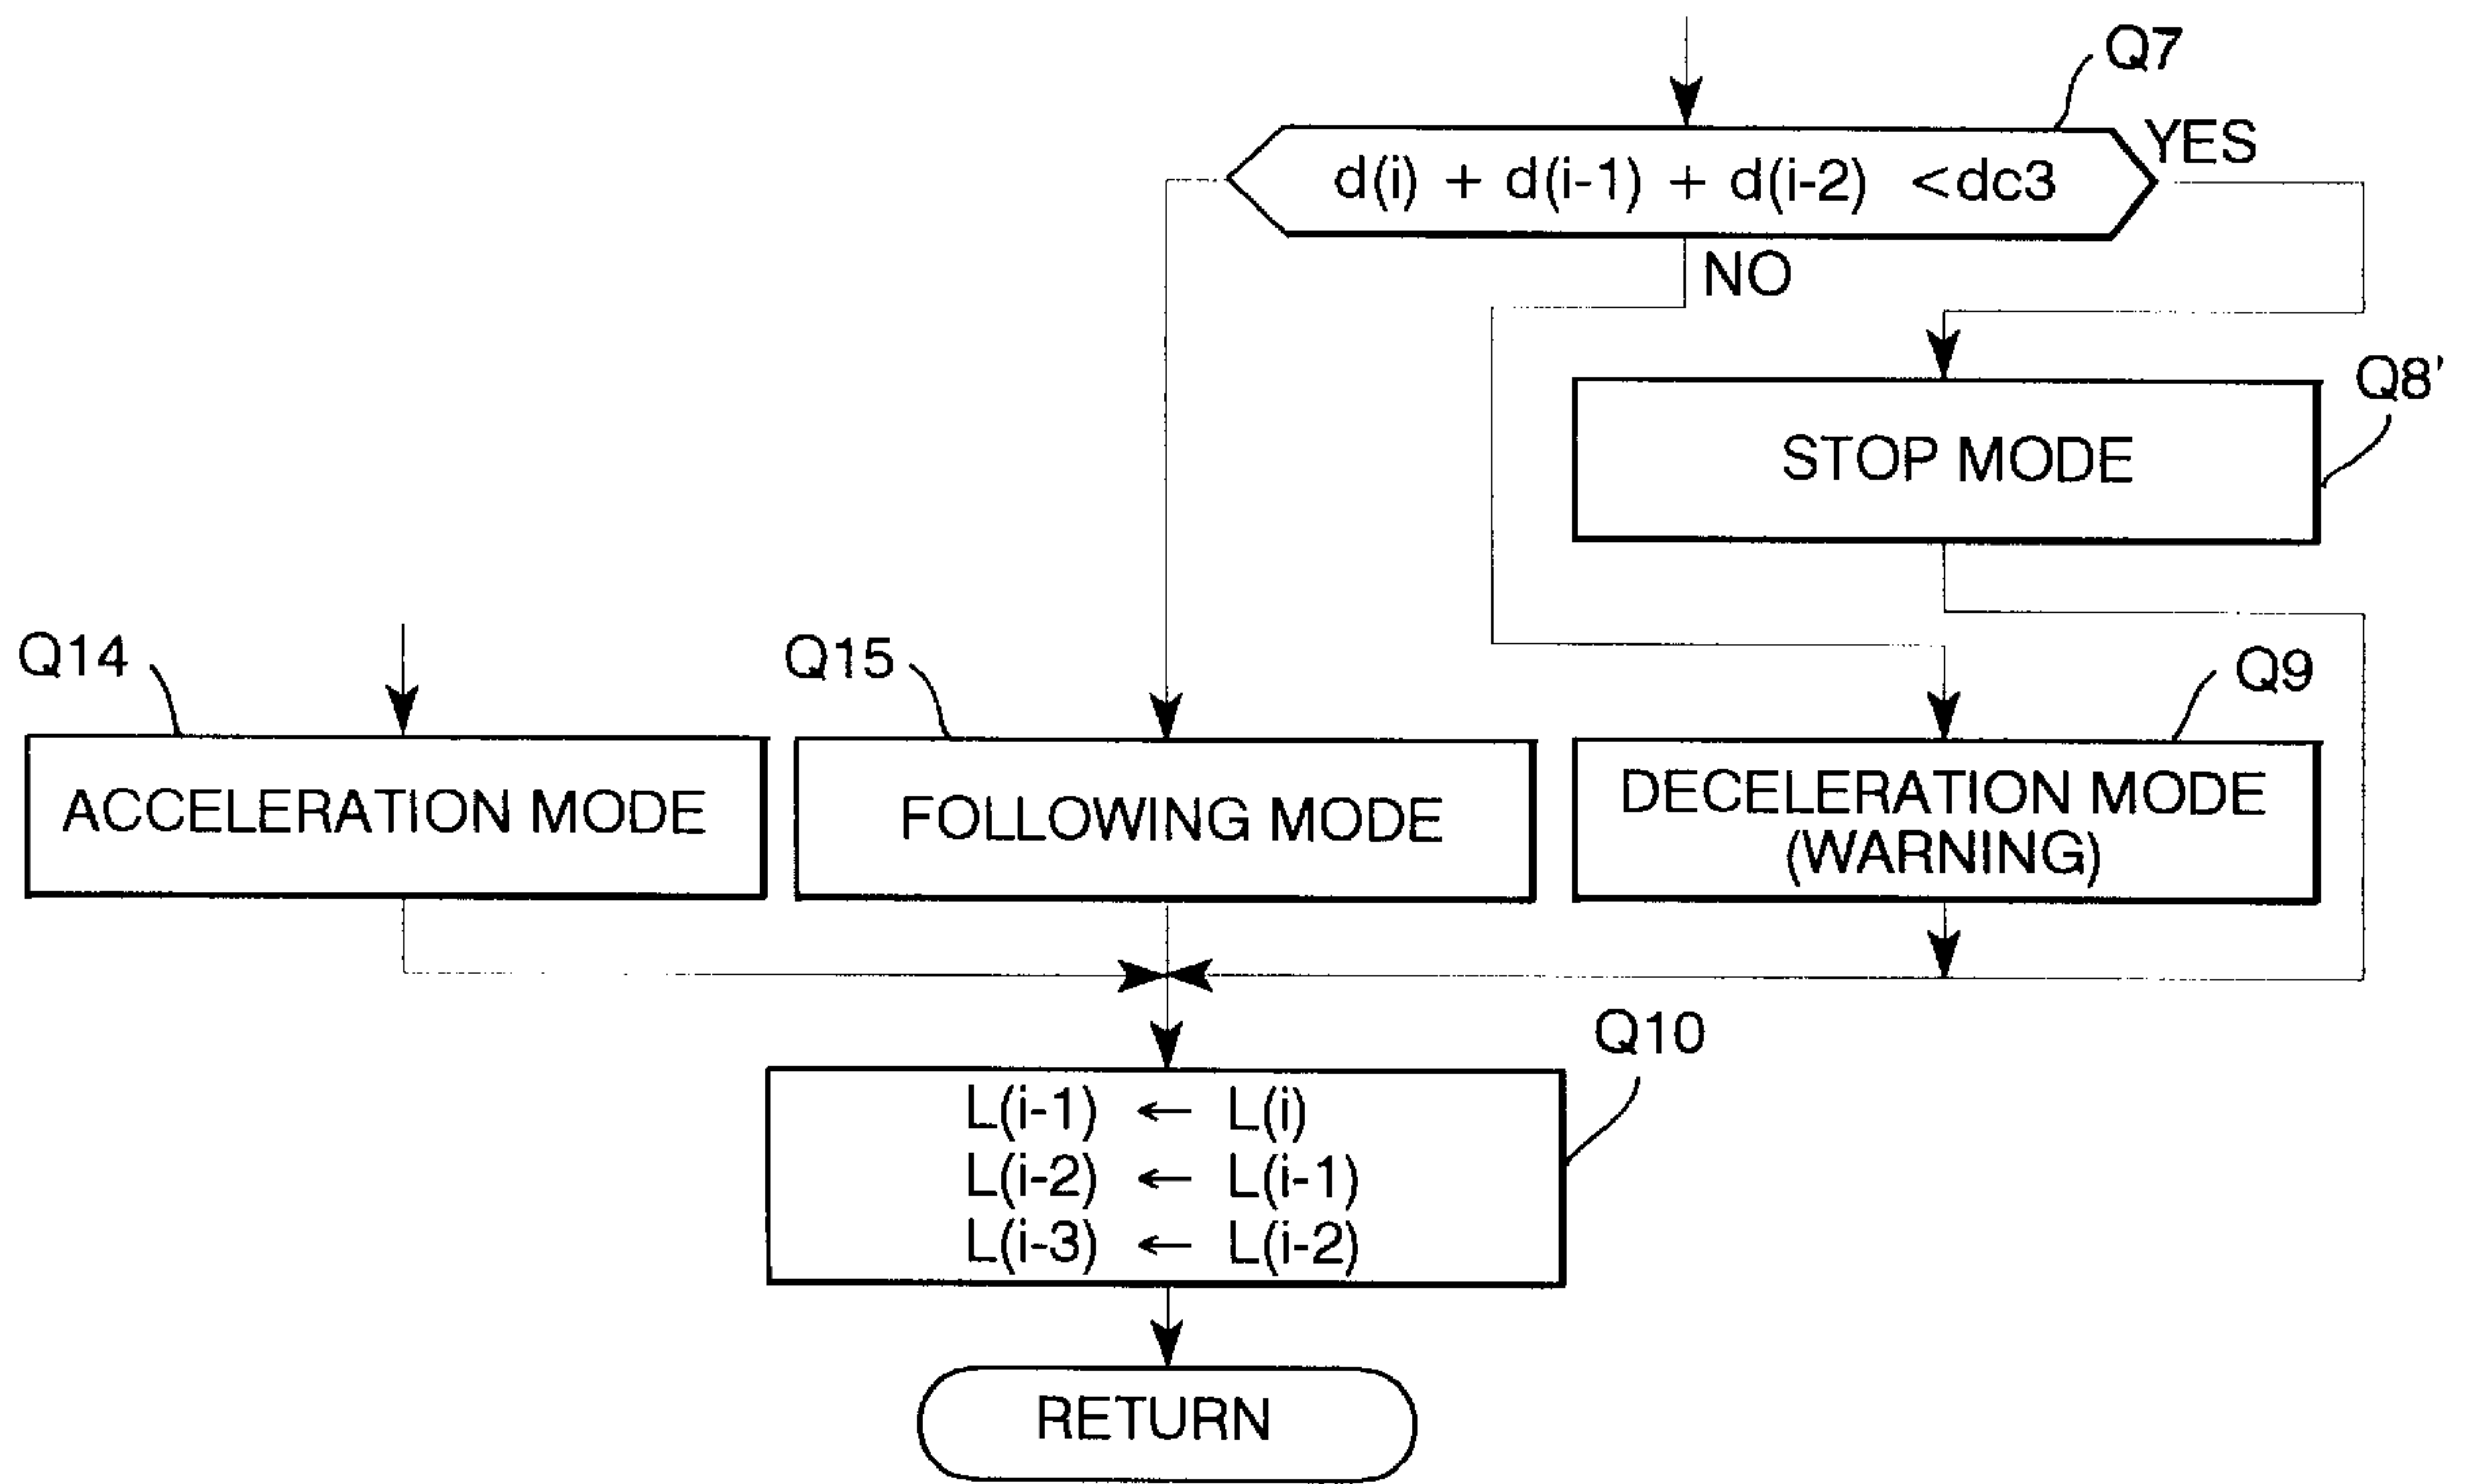 Q7
d(i) + d(i-1) + d(i-2) <dc3
YES
NO
Q8'
STOP MODE
Q14
Q15
Q9
ACCELERATION MODE
FOLLOWING MODE
DECELERATION MODE
(WARNING)
Q10
L(i-1) ← L(i)
L(i-2) ← L(i-1)
L(i-3) ← L(i-2)
RETURN